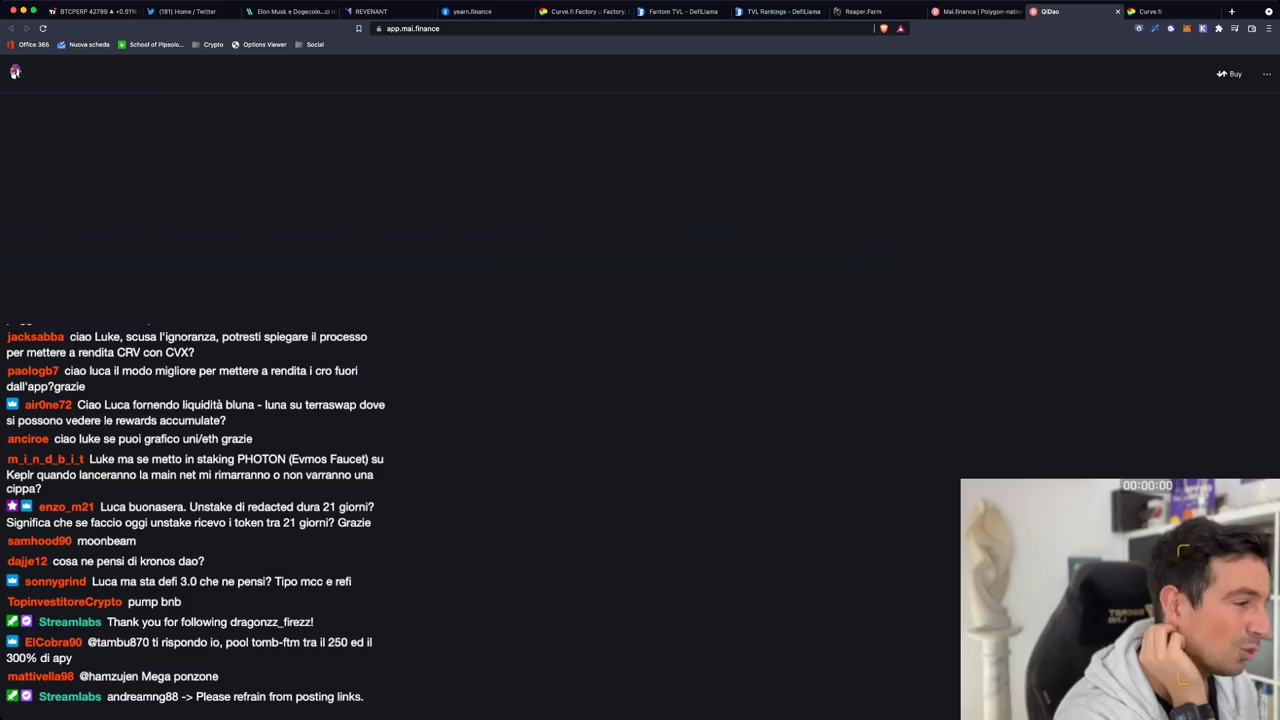 BTCPERP 42789 ▲ +0.51%
(181) Home / Twitter
Elon Musk e Dogecoin...ci ri
REVENANT
yearn.finance
Curve.fi Factory :: Factory:
Fantom TVL - DefiLlama
TVL Rankings - DefiLlama
Reaper.Farm
Mai.finance | Polygon-native
QiDao
Curve.fi
app.mai.finance
Office 365
Nuova scheda
School of Pipsolo...
Crypto
Options Viewer
Social
Buy
jacksabba ciao Luke, scusa l'ignoranza, potresti spiegare il processo
per mettere a rendita CRV con CVX?
paologb7 ciao luca il modo migliore per mettere a rendita i cro fuori
dall'app?grazie
air0ne72 Ciao Luca fornendo liquidità bluna - luna su terraswap dove
si possono vedere le rewards accumulate?
anciroe ciao luke se puoi grafico uni/eth grazie
m_i_n_d_b_i_t Luke ma se metto in staking PHOTON (Evmos Faucet) su
Keplr quando lanceranno la main net mi rimarranno o non varranno una
cippa?
enzo_m21 Luca buonasera. Unstake di redacted dura 21 giorni?
Significa che se faccio oggi unstake ricevo i token tra 21 giorni? Grazie
samhood90 moonbeam
dajje12 cosa ne pensi di kronos dao?
sonnygrind Luca ma sta defi 3.0 che ne pensi? Tipo mcc e refi
TopinvestitoreCrypto pump bnb
Streamlabs Thank you for following dragonzz_firezz!
ElCobra90 @tambu870 ti rispondo io, pool tomb-ftm tra il 250 ed il
300% di apy
mattivella98 @hamzujen Mega ponzone
Streamlabs andreamng88 -> Please refrain from posting links.
00:00:00